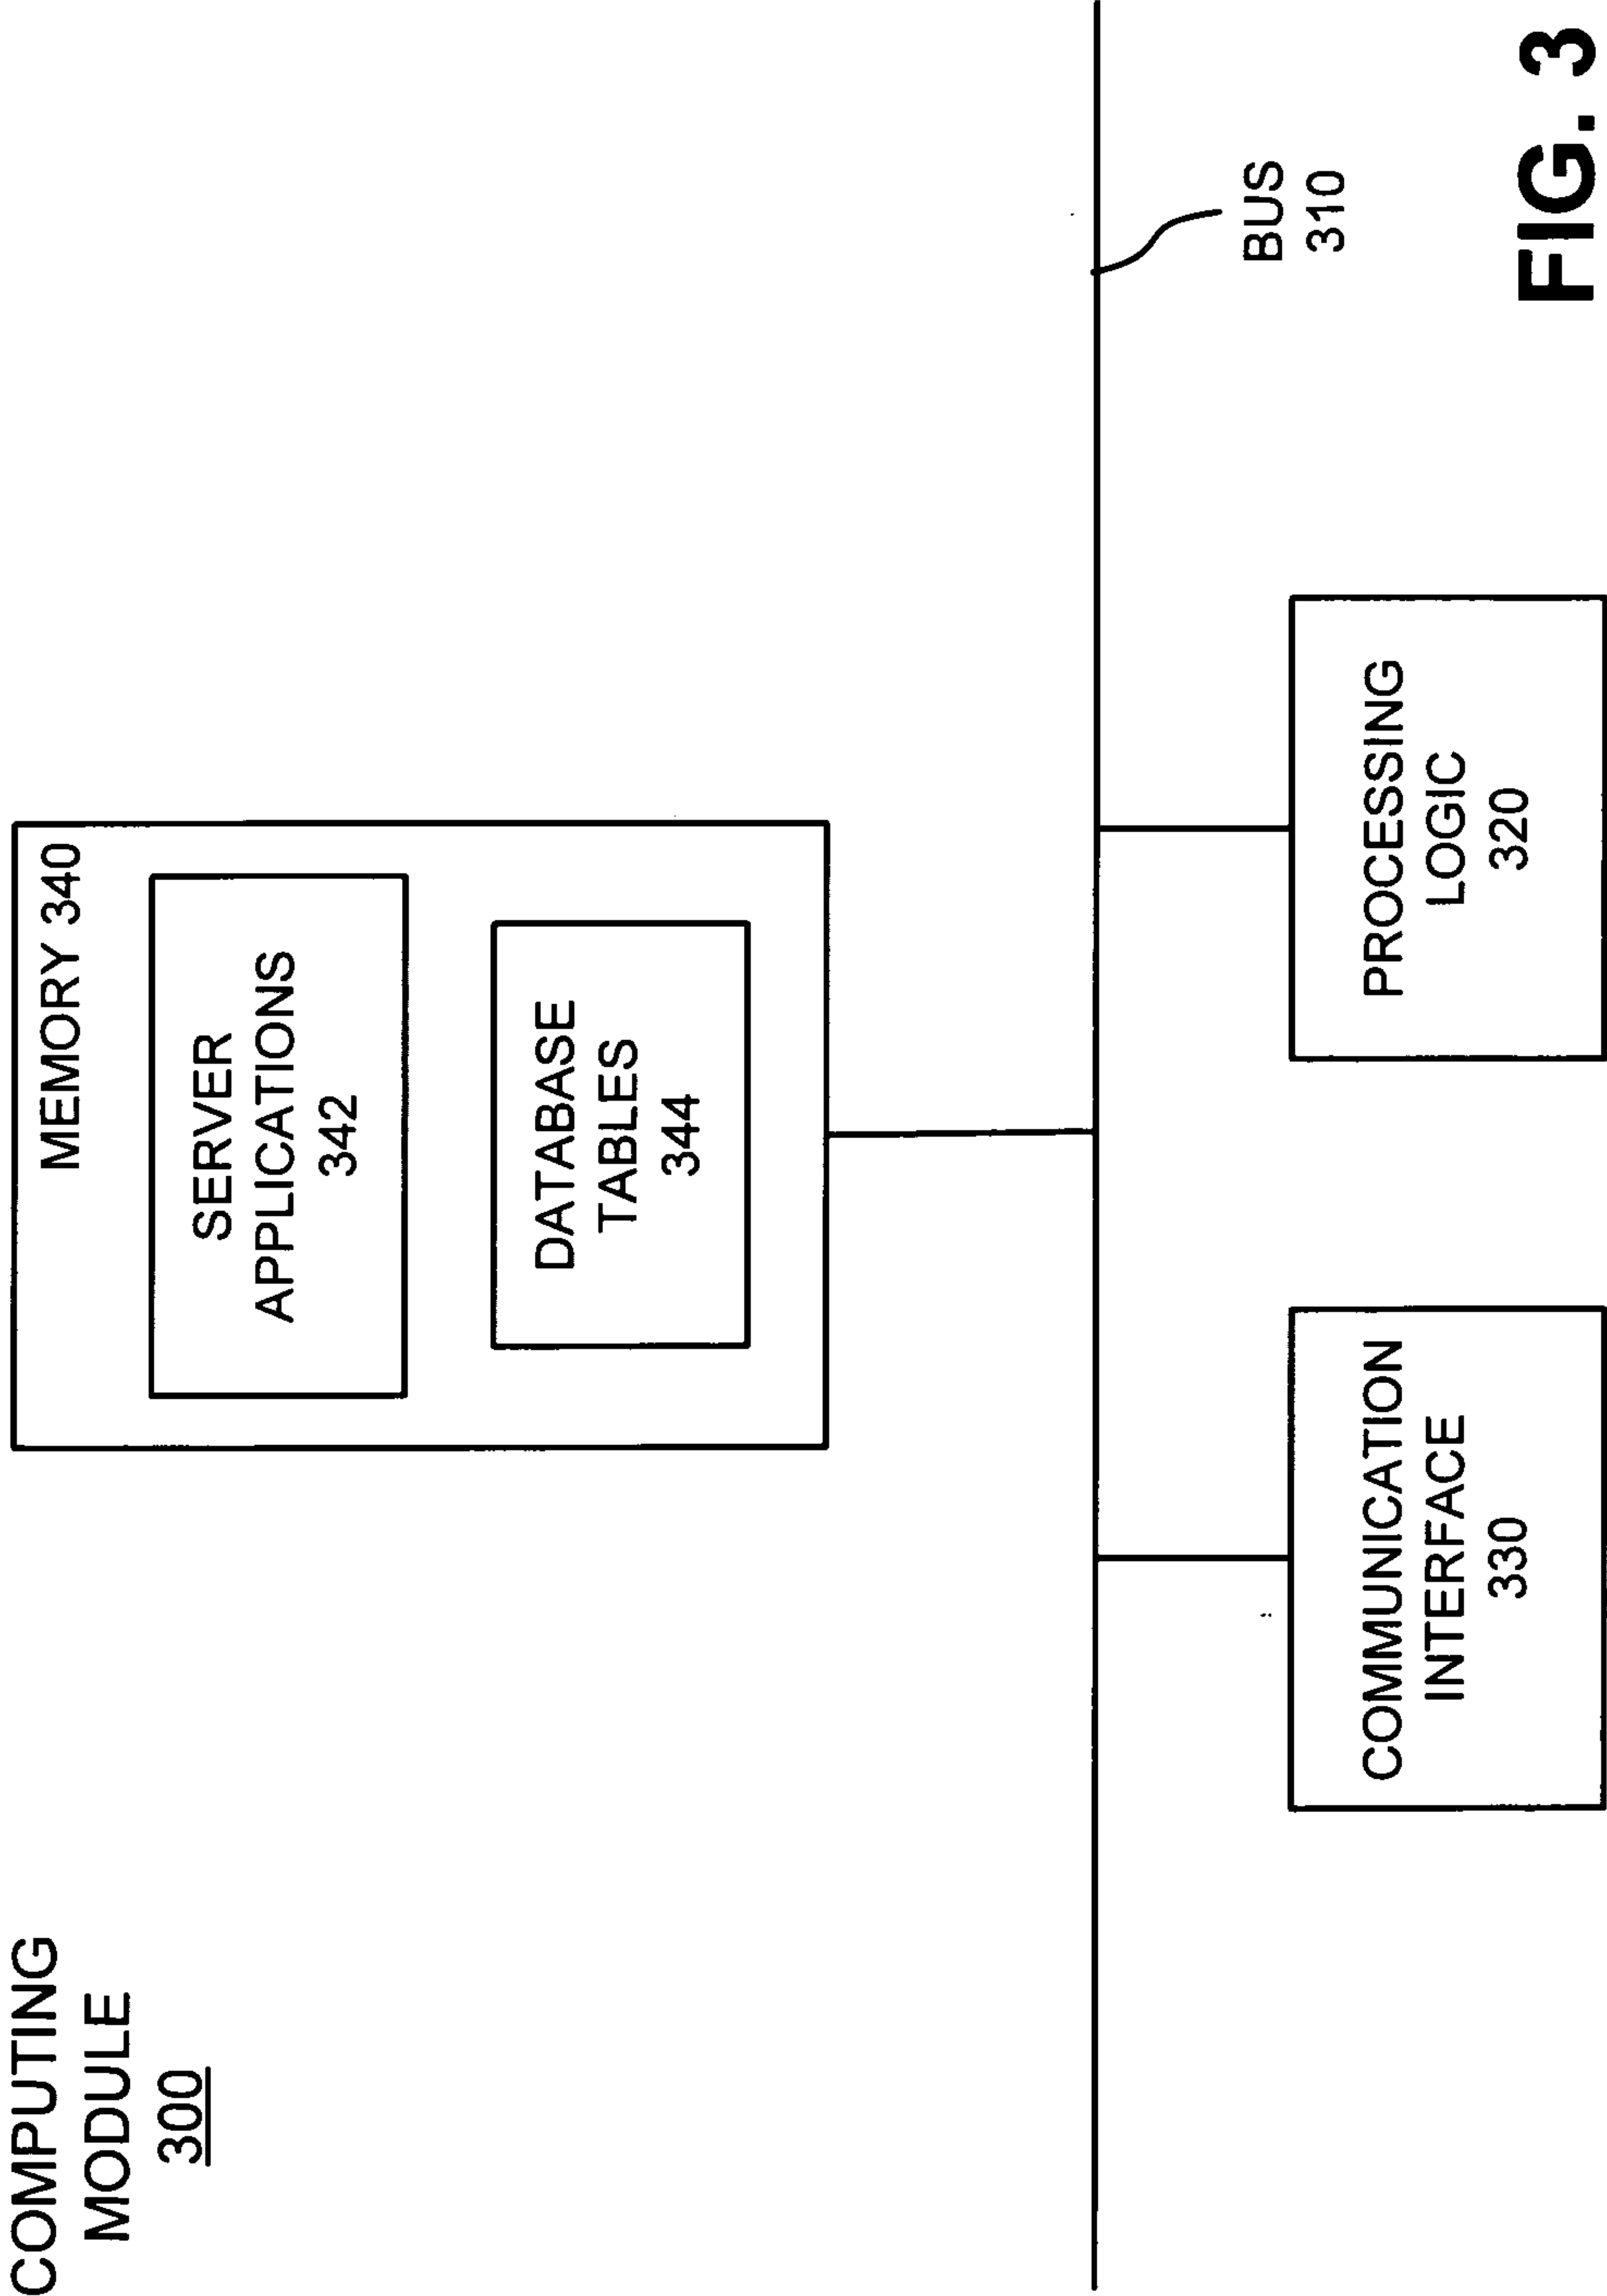 COMPUTING
MODULE
300
MEMORY 340
SERVER
APPLICATIONS
342
DATABASE
TABLES
344
BUS
310
COMMUNICATION
INTERFACE
330
PROCESSING
LOGIC
320
FIG. 3